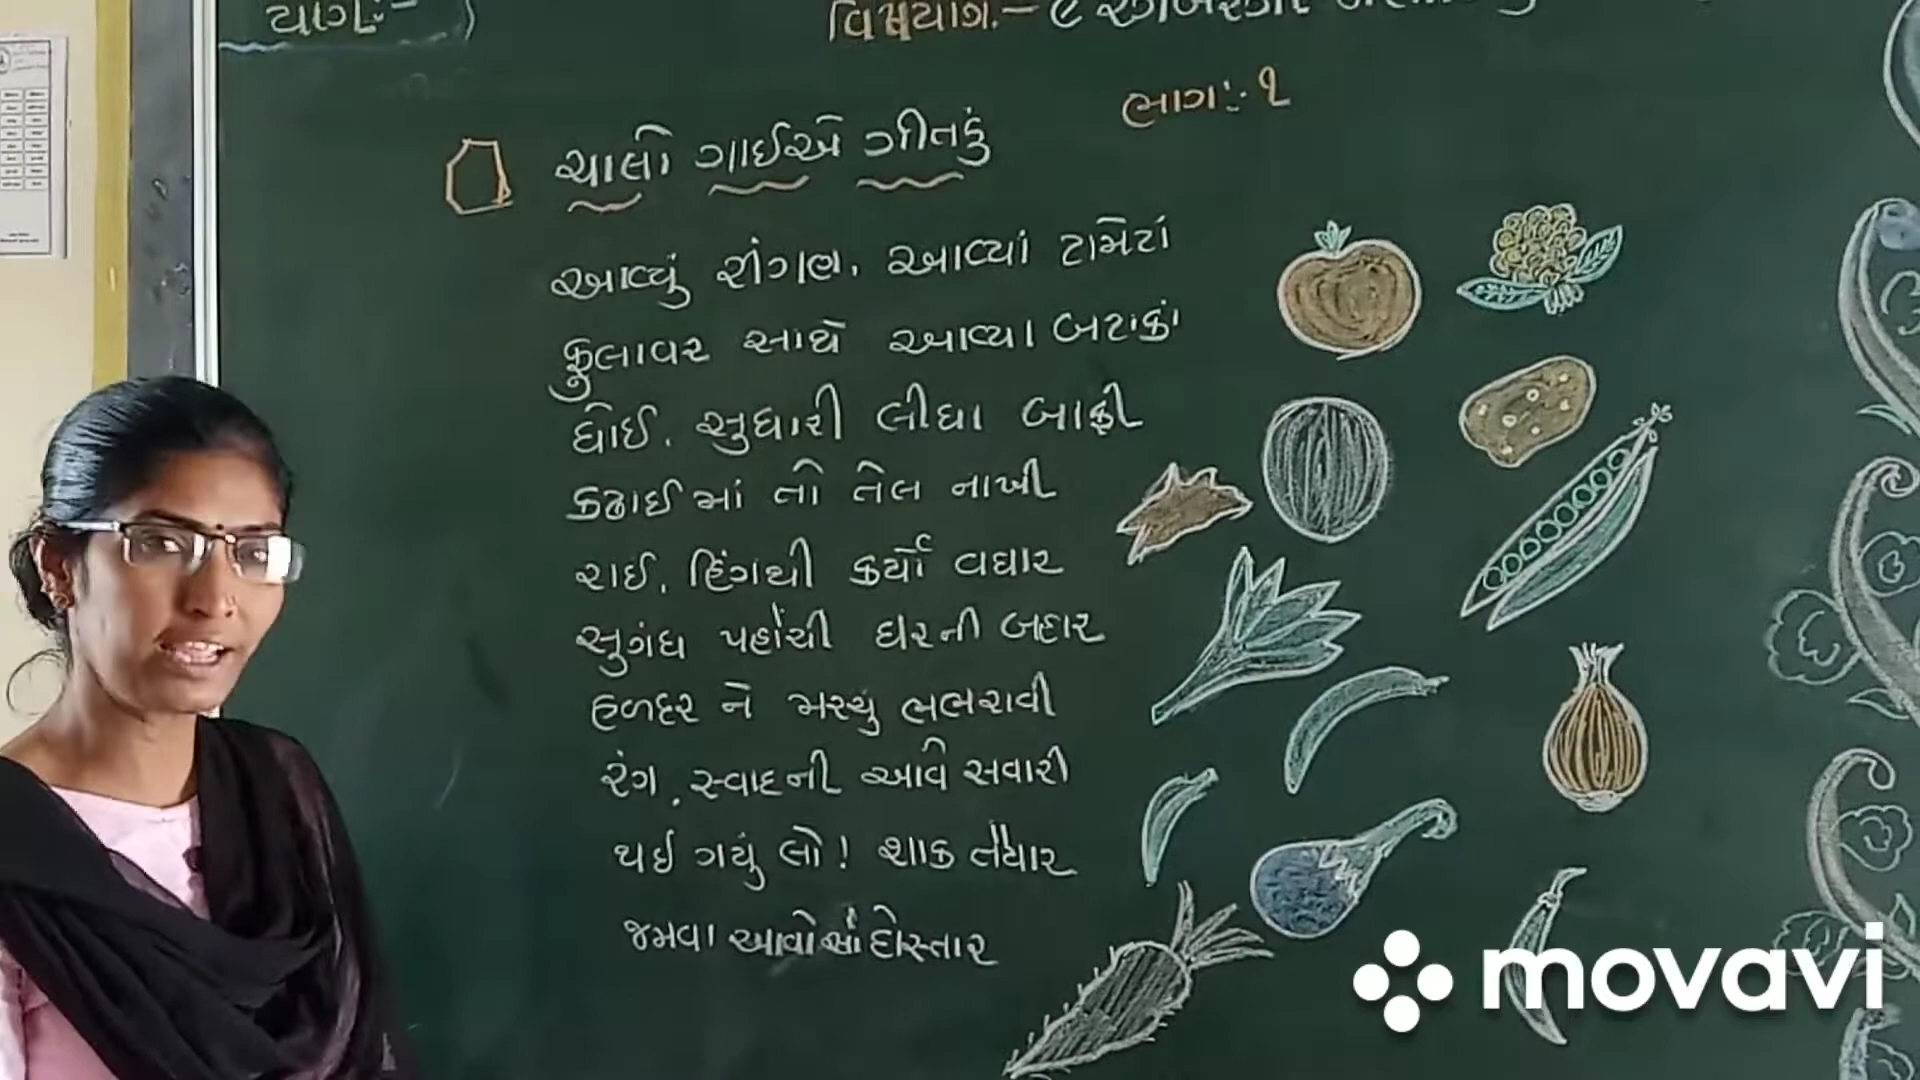 ભાગ:- ૧
ચાલો ગાઈએ ગીતડું
આવ્યું રીંગણ, આવ્યાં ટામેટાં
ફુલાવર સાથે આવ્યા બટાકા
ધોઈ, સુધારી લીધા બાફી
કઢાઈમાં તો તેલ નાખી
રાઈ, હિંગથી કર્યો વઘાર
સુગંધ પહોંચી ઘરની બહાર
હળદર ને મરચું ભભરાવી
રંગ, સ્વાદની આવે સવારી
થઈ ગયું લો! શાક તૈયાર
જમવા આવો સૌ દોસ્તાર
movavi